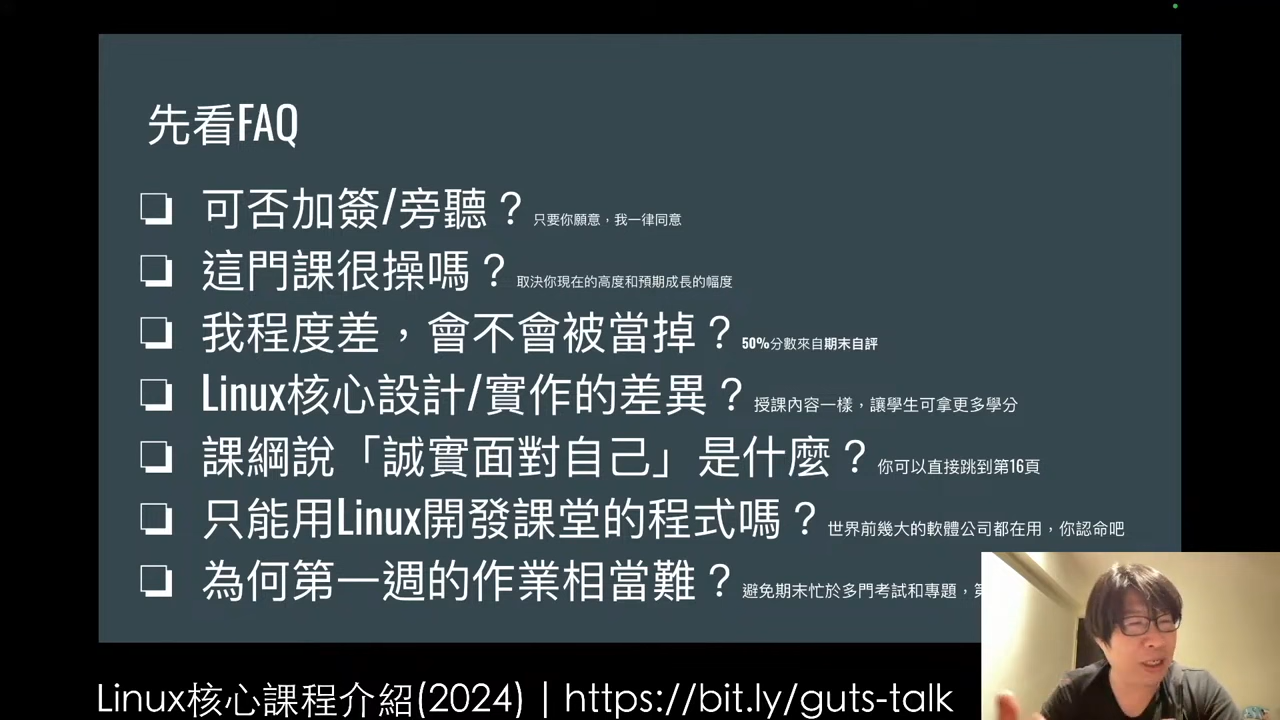 先看FAQ
可否加簽/旁聽？只要你願意，我一律同意
這門課很操嗎？取決你現在的高度和預期成長的幅度
我程度差，會不會被當掉？50%分數來自期末自評
Linux核心設計/實作的差異？授課內容一樣，讓學生可拿更多學分
課綱說「誠實面對自己」是什麼？你可以直接跳到第16頁
只能用Linux開發課堂的程式嗎？世界前幾大的軟體公司都在用，你認命吧
為何第一週的作業相當難？避免期末忙於多門考試和專題，
Linux核心課程介紹(2024) | https://bit.ly/guts-talk